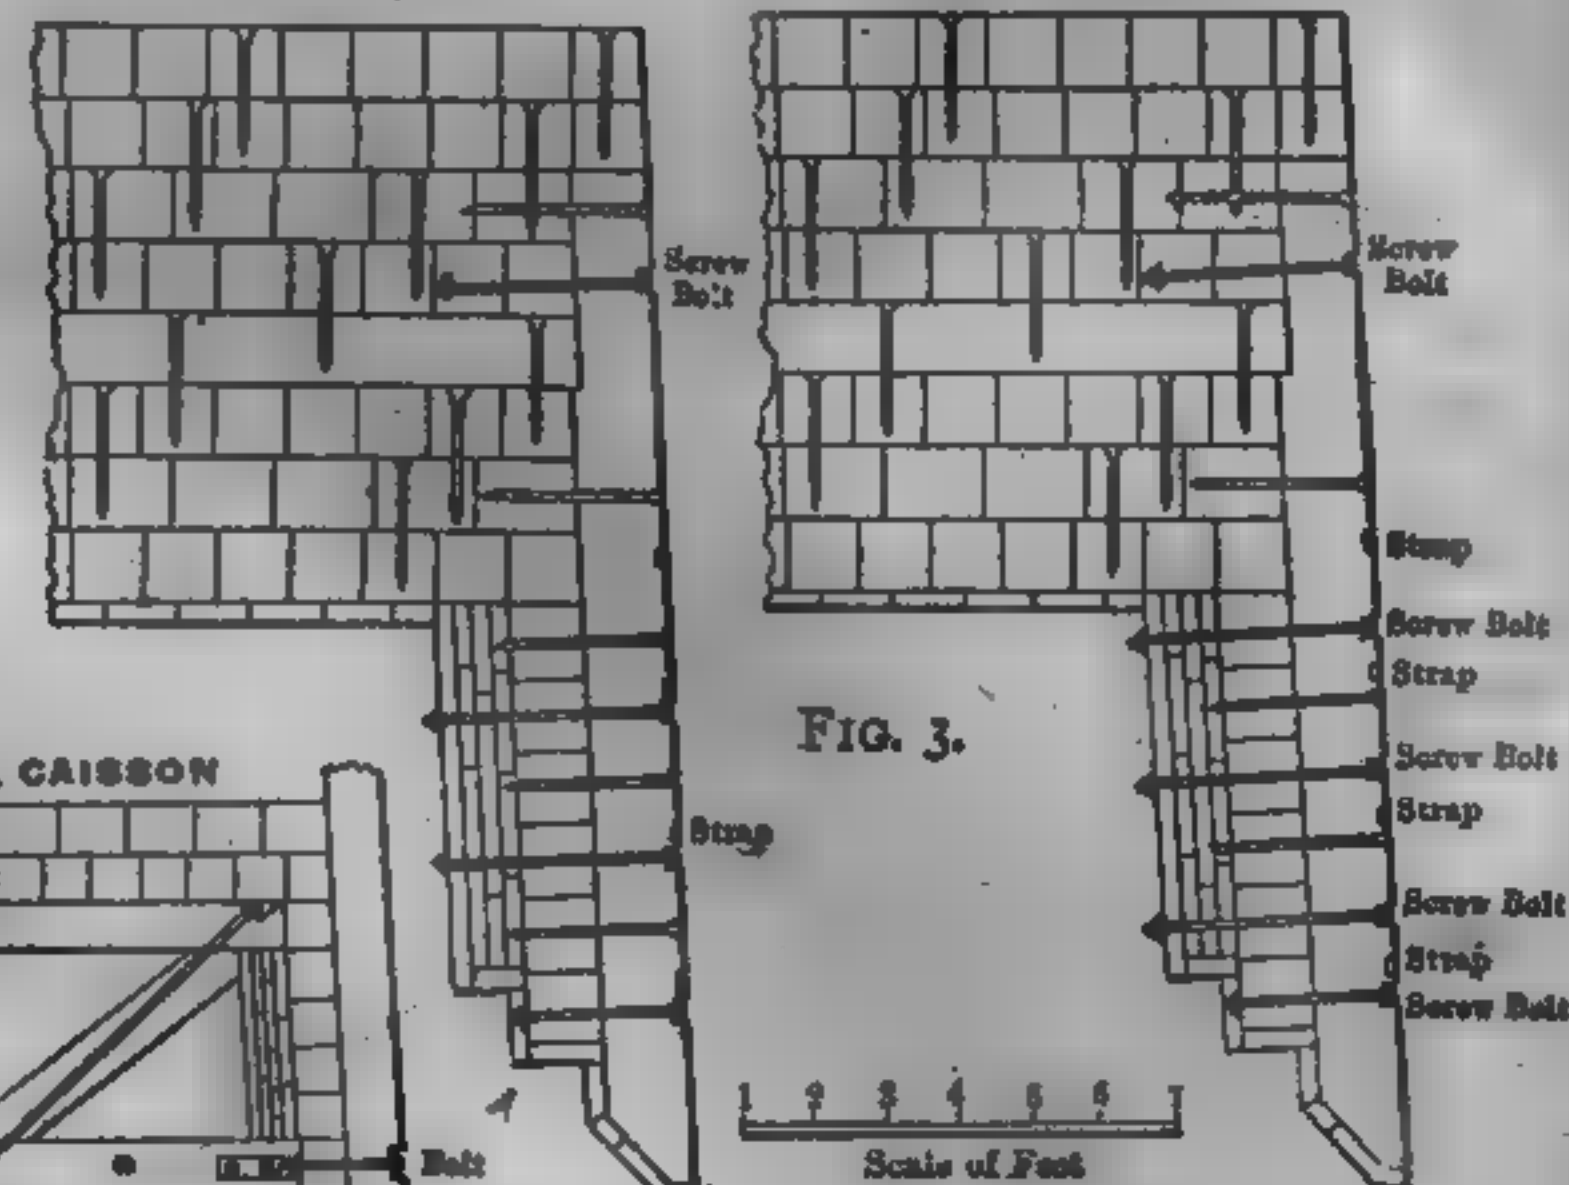 Screw
Bolt
Screw
Bolt
Strap
Screw Bolt
Strap
FIG. 3.
Screw Bolt
CAISSON
Strap
Strap
Screw Bolt
Strap
Screw Bolt
1 2 3 4 5 6 7
Scale of Feet
Bolt